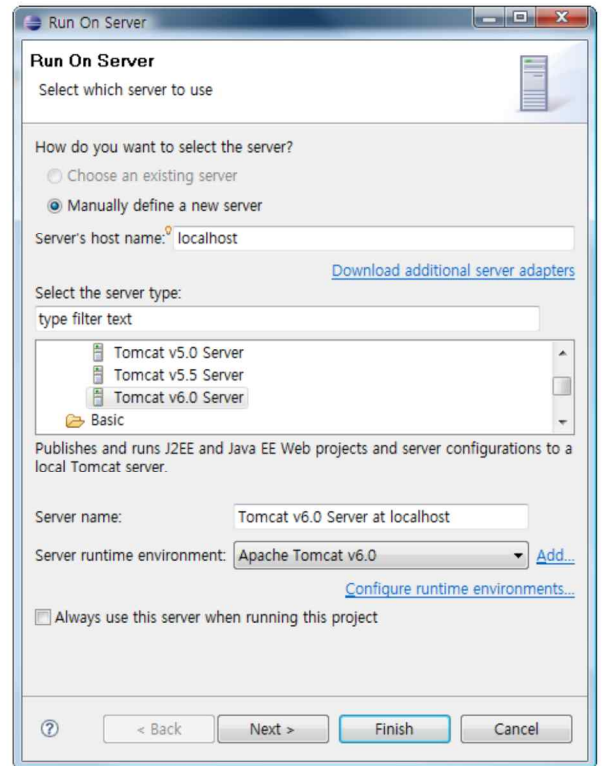 Run On Server
Run On Server
Select which server to use
How do you want to select the server?
Choose an existing server
Manually define a new server
Server's host name: localhost
Download additional server adapters
Select the server type:
type filter text
Tomcat v5.0 Server
Tomcat v5.5 Server
Tomcat v6.0 Server
Basic
Publishes and runs J2EE and Java EE Web projects and server configurations to a
local Tomcat server.
Server name: Tomcat v6.0 Server at localhost
Server runtime environment: Apache Tomcat v6.0 Add...
Configure runtime environments...
Always use this server when running this project
? < Back Next > Finish Cancel